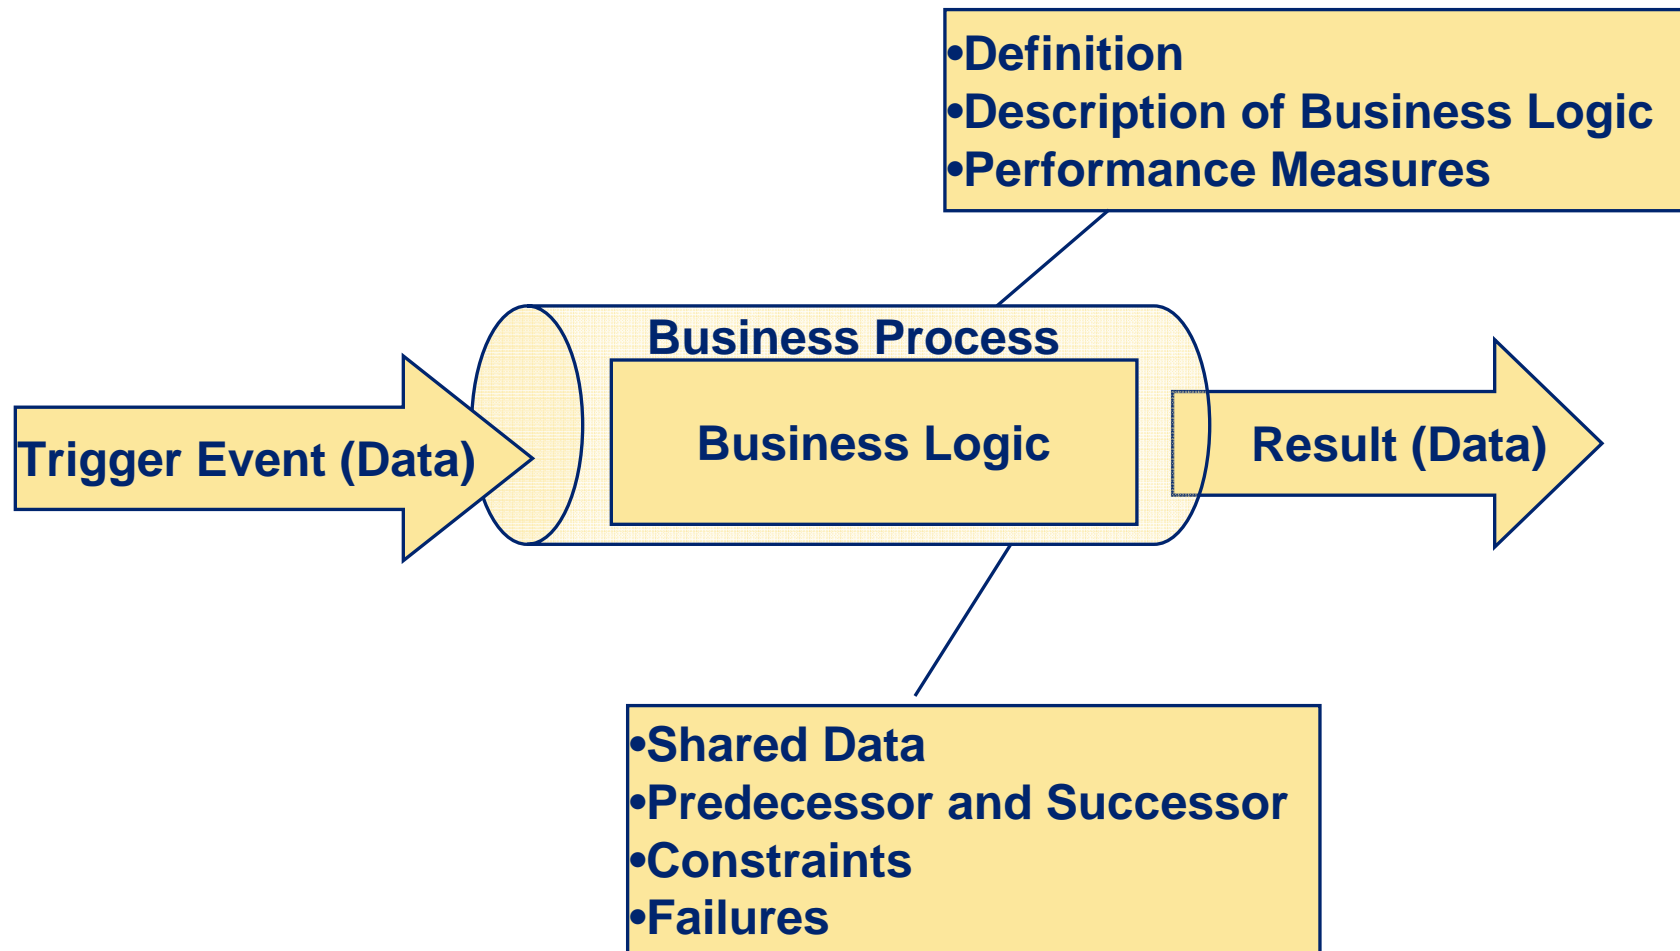 •Definition
•Description of Business Logic
•Performance Measures
Business Process
Trigger Event (Data)
Business Logic
Result (Data)
•Shared Data
•Predecessor and Successor
•Constraints
•Failures